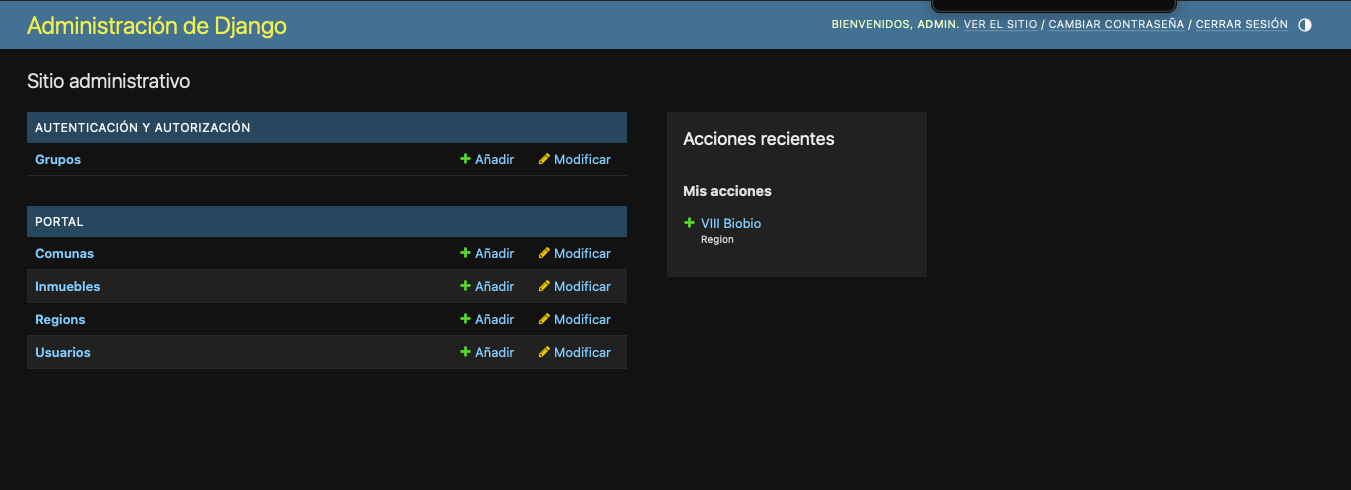 Administración de Django
BIENVENIDOS, ADMIN. VER EL SITIO / CAMBIAR CONTRASEÑA / CERRAR SESIÓN
Sitio administrativo
AUTENTICACIÓN Y AUTORIZACIÓN
Grupos Añadir Modificar
PORTAL
Comunas Añadir Modificar
Inmuebles Añadir Modificar
Regions Añadir Modificar
Usuarios Añadir Modificar
Acciones recientes
Mis acciones
VIII Biobio
Region